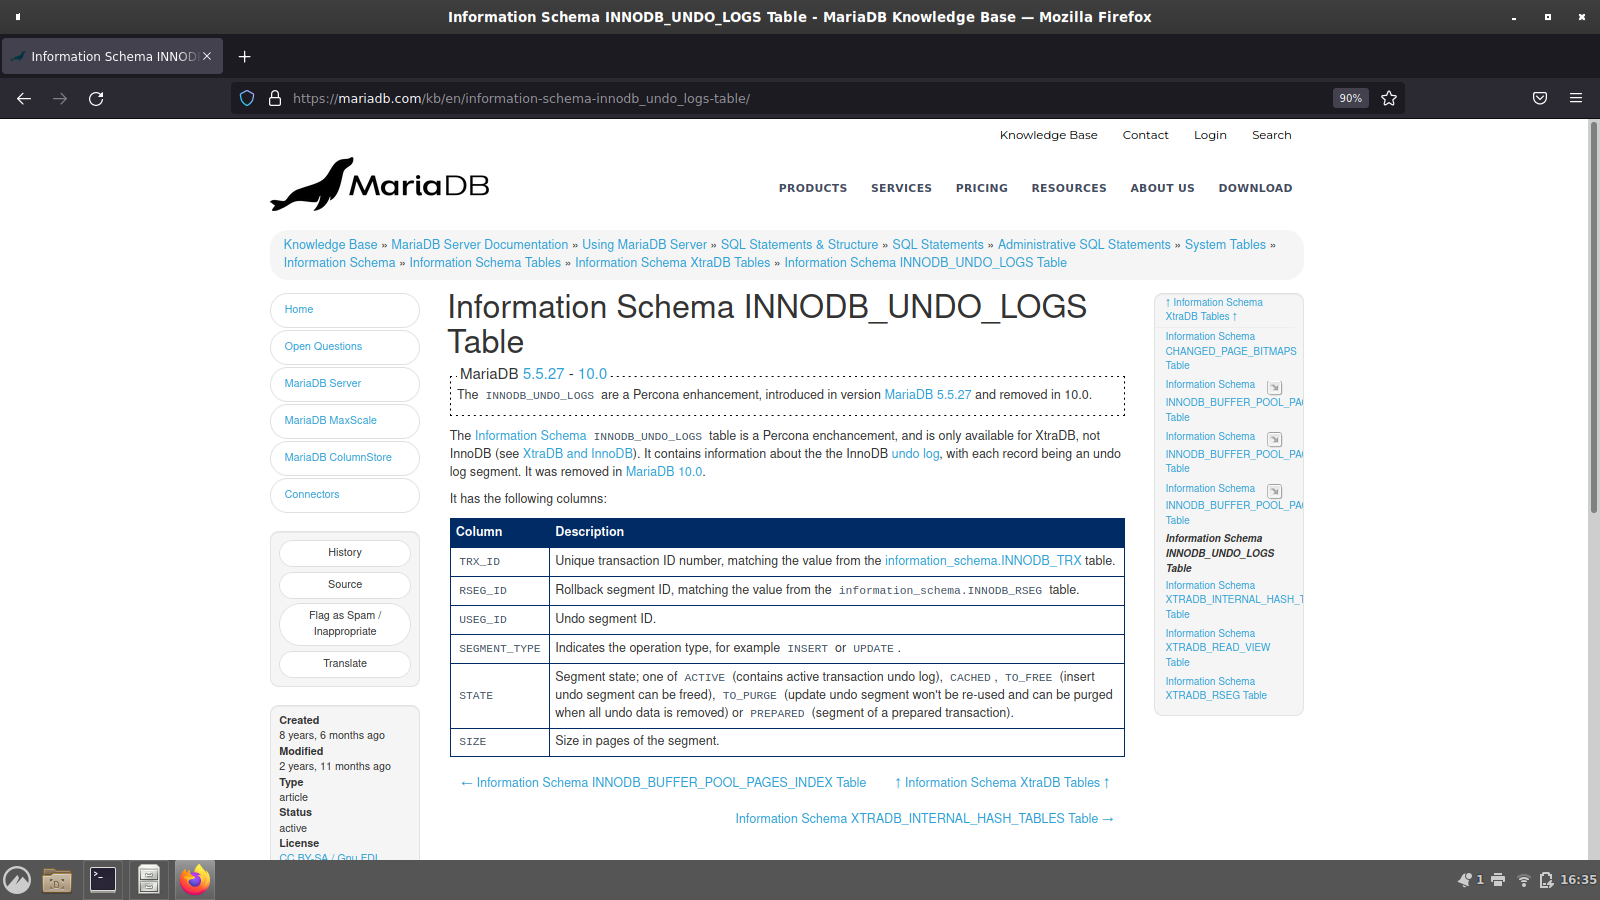 Information Schema INNODB_UNDO_LOGS Table - MariaDB Knowledge Base — Mozilla Firefox
Information Schema INNOD
https://mariadb.com/kb/en/information-schema-innodb_undo_logs-table/
90%
Knowledge Base Contact Login Search
MariaDB
PRODUCTS SERVICES PRICING RESOURCES ABOUT US DOWNLOAD
Knowledge Base » MariaDB Server Documentation » Using MariaDB Server » SQL Statements & Structure » SQL Statements » Administrative SQL Statements » System Tables »
Information Schema » Information Schema Tables » Information Schema XtraDB Tables » Information Schema INNODB_UNDO_LOGS Table
Home
Open Questions
MariaDB Server
MariaDB MaxScale
MariaDB ColumnStore
Connectors
History
Source
Flag as Spam /
Inappropriate
Translate
Created
8 years, 6 months ago
Modified
2 years, 11 months ago
Type
article
Status
active
License
CC BY-SA / Gnu FDL
Information Schema INNODB_UNDO_LOGS
Table
MariaDB 5.5.27 - 10.0
The INNODB_UNDO_LOGS are a Percona enhancement, introduced in version MariaDB 5.5.27 and removed in 10.0.
The Information Schema INNODB_UNDO_LOGS table is a Percona enchancement, and is only available for XtraDB, not
InnoDB (see XtraDB and InnoDB). It contains information about the the InnoDB undo log, with each record being an undo
log segment. It was removed in MariaDB 10.0.
It has the following columns:
Column Description
TRX_ID Unique transaction ID number, matching the value from the information_schema.INNODB_TRX table.
RSEG_ID Rollback segment ID, matching the value from the information_schema.INNODB_RSEG table.
USEG_ID Undo segment ID.
SEGMENT_TYPE Indicates the operation type, for example INSERT or UPDATE.
STATE Segment state; one of ACTIVE (contains active transaction undo log), CACHED, TO_FREE (insert
undo segment can be freed), TO_PURGE (update undo segment won't be re-used and can be purged
when all undo data is removed) or PREPARED (segment of a prepared transaction).
SIZE Size in pages of the segment.
← Information Schema INNODB_BUFFER_POOL_PAGES_INDEX Table ↑ Information Schema XtraDB Tables ↑
Information Schema XTRADB_INTERNAL_HASH_TABLES Table →
↑ Information Schema
XtraDB Tables ↑
Information Schema
CHANGED_PAGE_BITMAPS
Table
Information Schema
INNODB_BUFFER_POOL_PA
Table
Information Schema
INNODB_BUFFER_POOL_PA
Table
Information Schema
INNODB_BUFFER_POOL_PA
Table
Information Schema
INNODB_UNDO_LOGS
Table
Information Schema
XTRADB_INTERNAL_HASH_T
Table
Information Schema
XTRADB_READ_VIEW
Table
Information Schema
XTRADB_RSEG Table
1 16:35